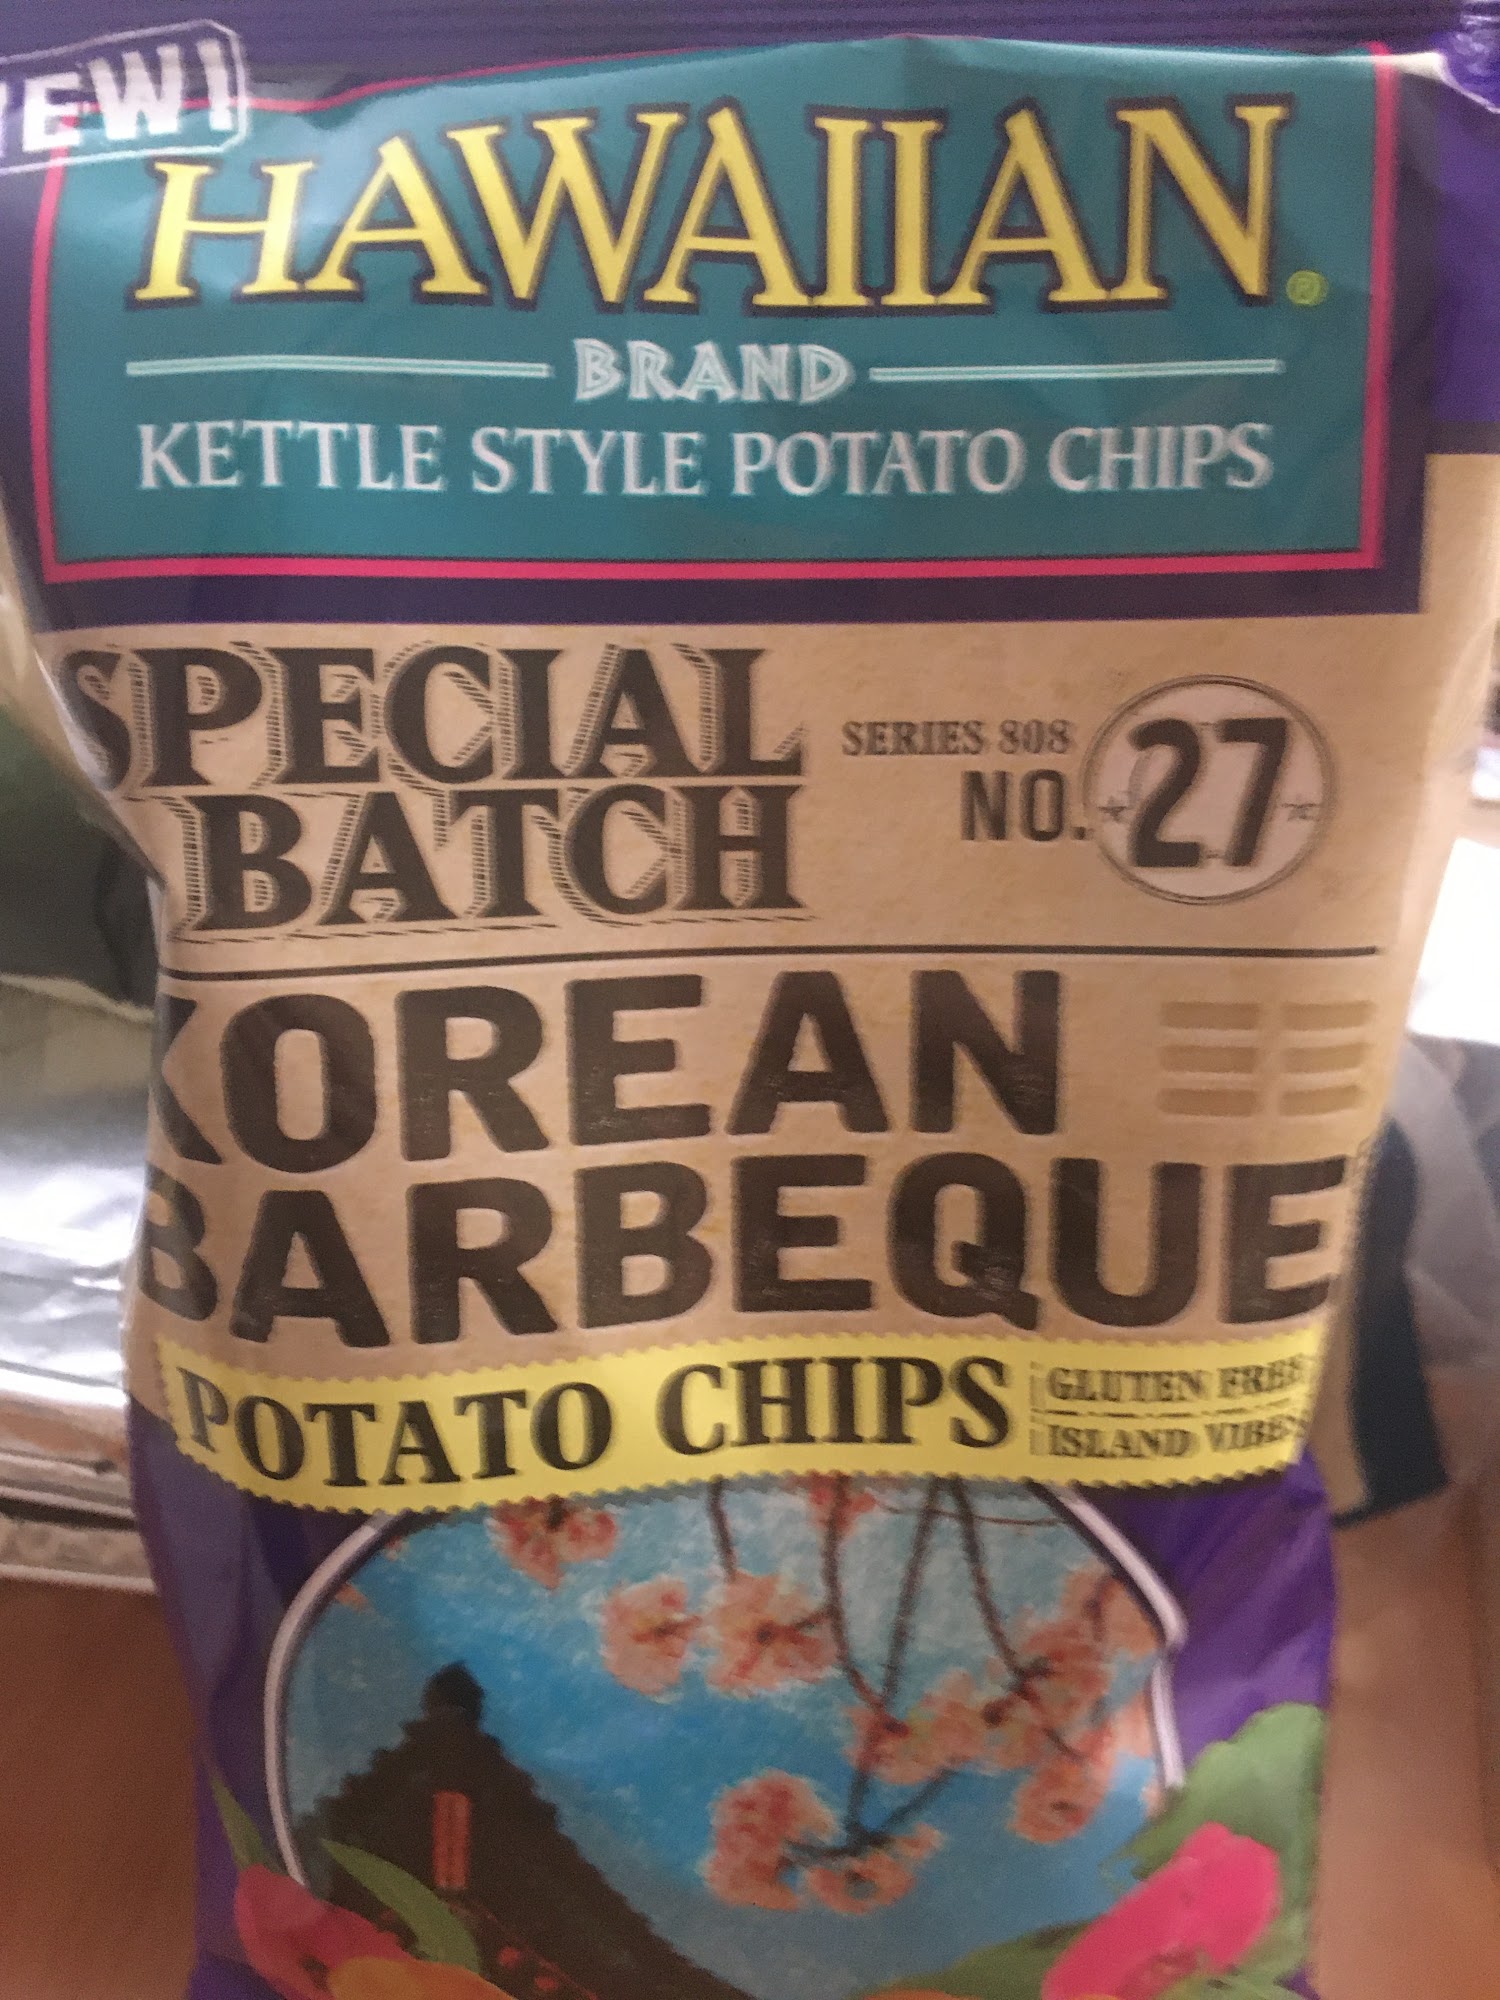 EW!
HAWAIIAN®
BRAND
KETTLE STYLE POTATO CHIPS
SPECIAL
BATCH
SERIES 808
NO. 27
KOREAN
BARBEQUE
POTATO CHIPS
GLUTEN FREE
ISLAND VIBES